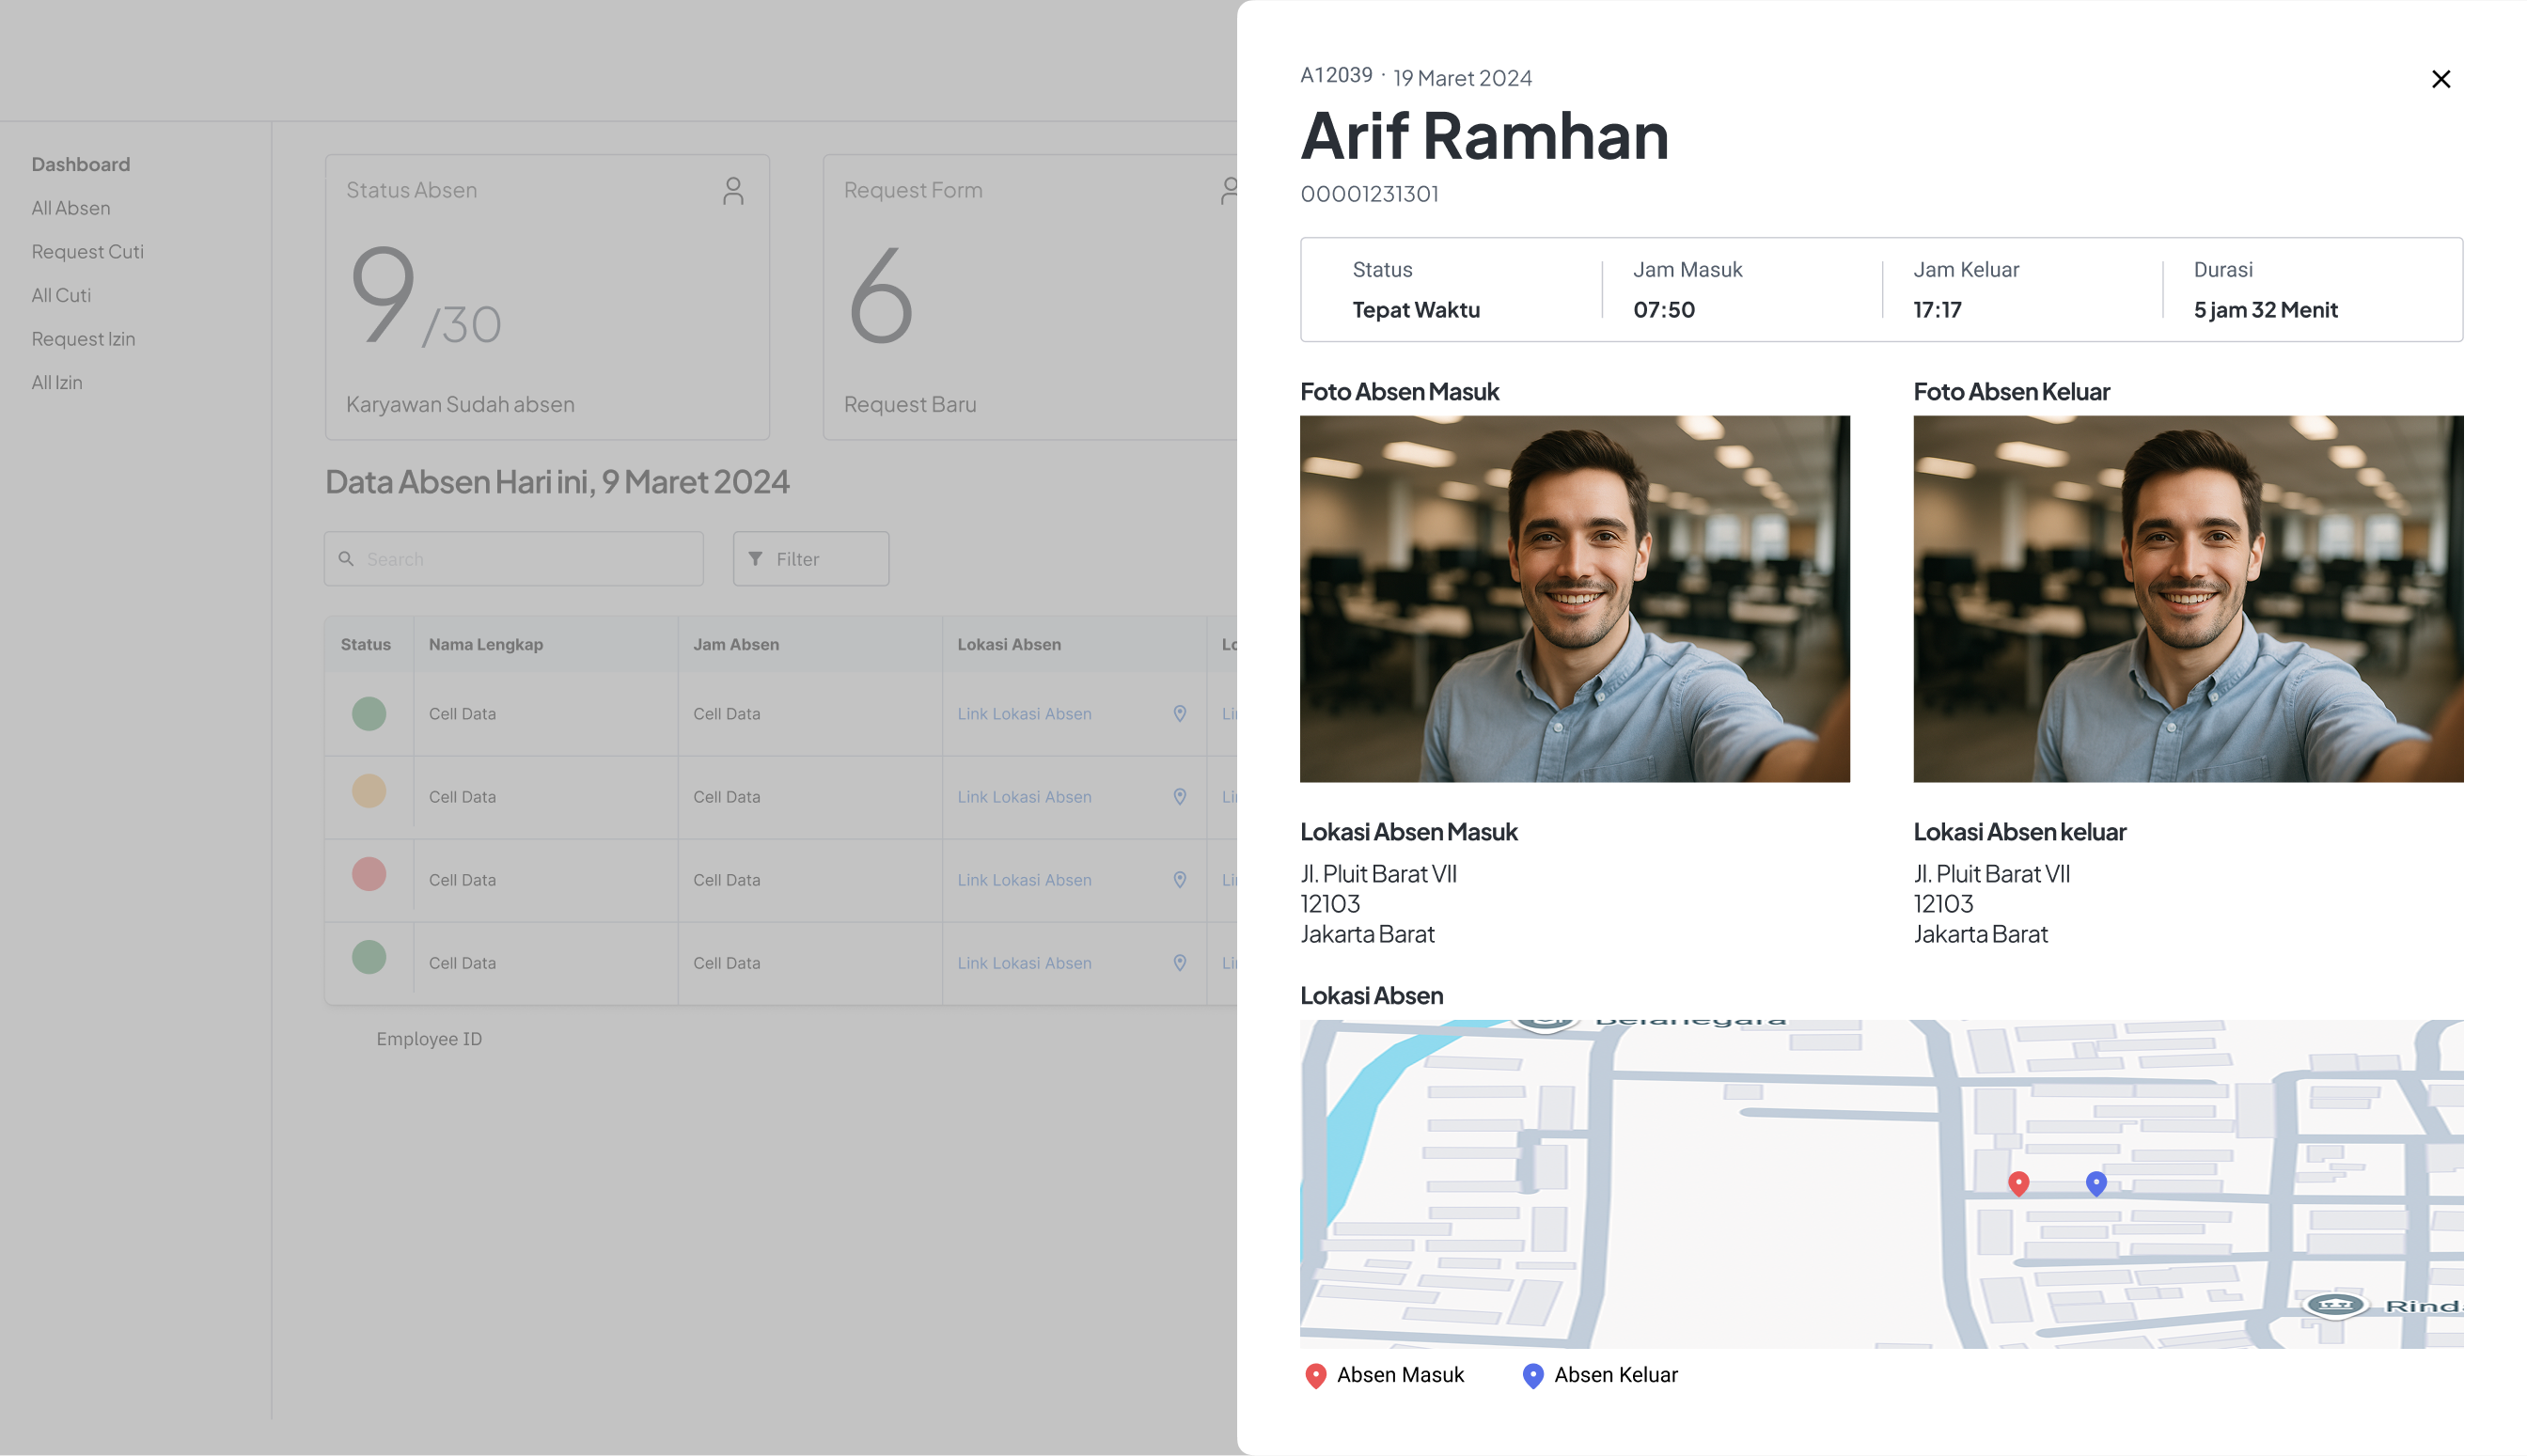 Dashboard
All Absen
Request Cuti
All Cuti
Request Izin
All Izin
Status Absen
9/30
Karyawan Sudah absen
Request Form
6
Request Baru
Data Absen Hari ini, 9 Maret 2024
Search
Filter
Status Nama Lengkap Jam Absen Lokasi Absen
Cell Data Cell Data Link Lokasi Absen
Cell Data Cell Data Link Lokasi Absen
Cell Data Cell Data Link Lokasi Absen
Cell Data Cell Data Link Lokasi Absen
Employee ID
A12039 · 19 Maret 2024
Arif Ramhan
00001231301
Status Jam Masuk Jam Keluar Durasi
Tepat Waktu 07:50 17:17 5 jam 32 Menit
Foto Absen Masuk Foto Absen Keluar
Lokasi Absen Masuk
Jl. Pluit Barat VII
12103
Jakarta Barat
Lokasi Absen keluar
Jl. Pluit Barat VII
12103
Jakarta Barat
Lokasi Absen
Belanegara
Rind
Absen Masuk Absen Keluar